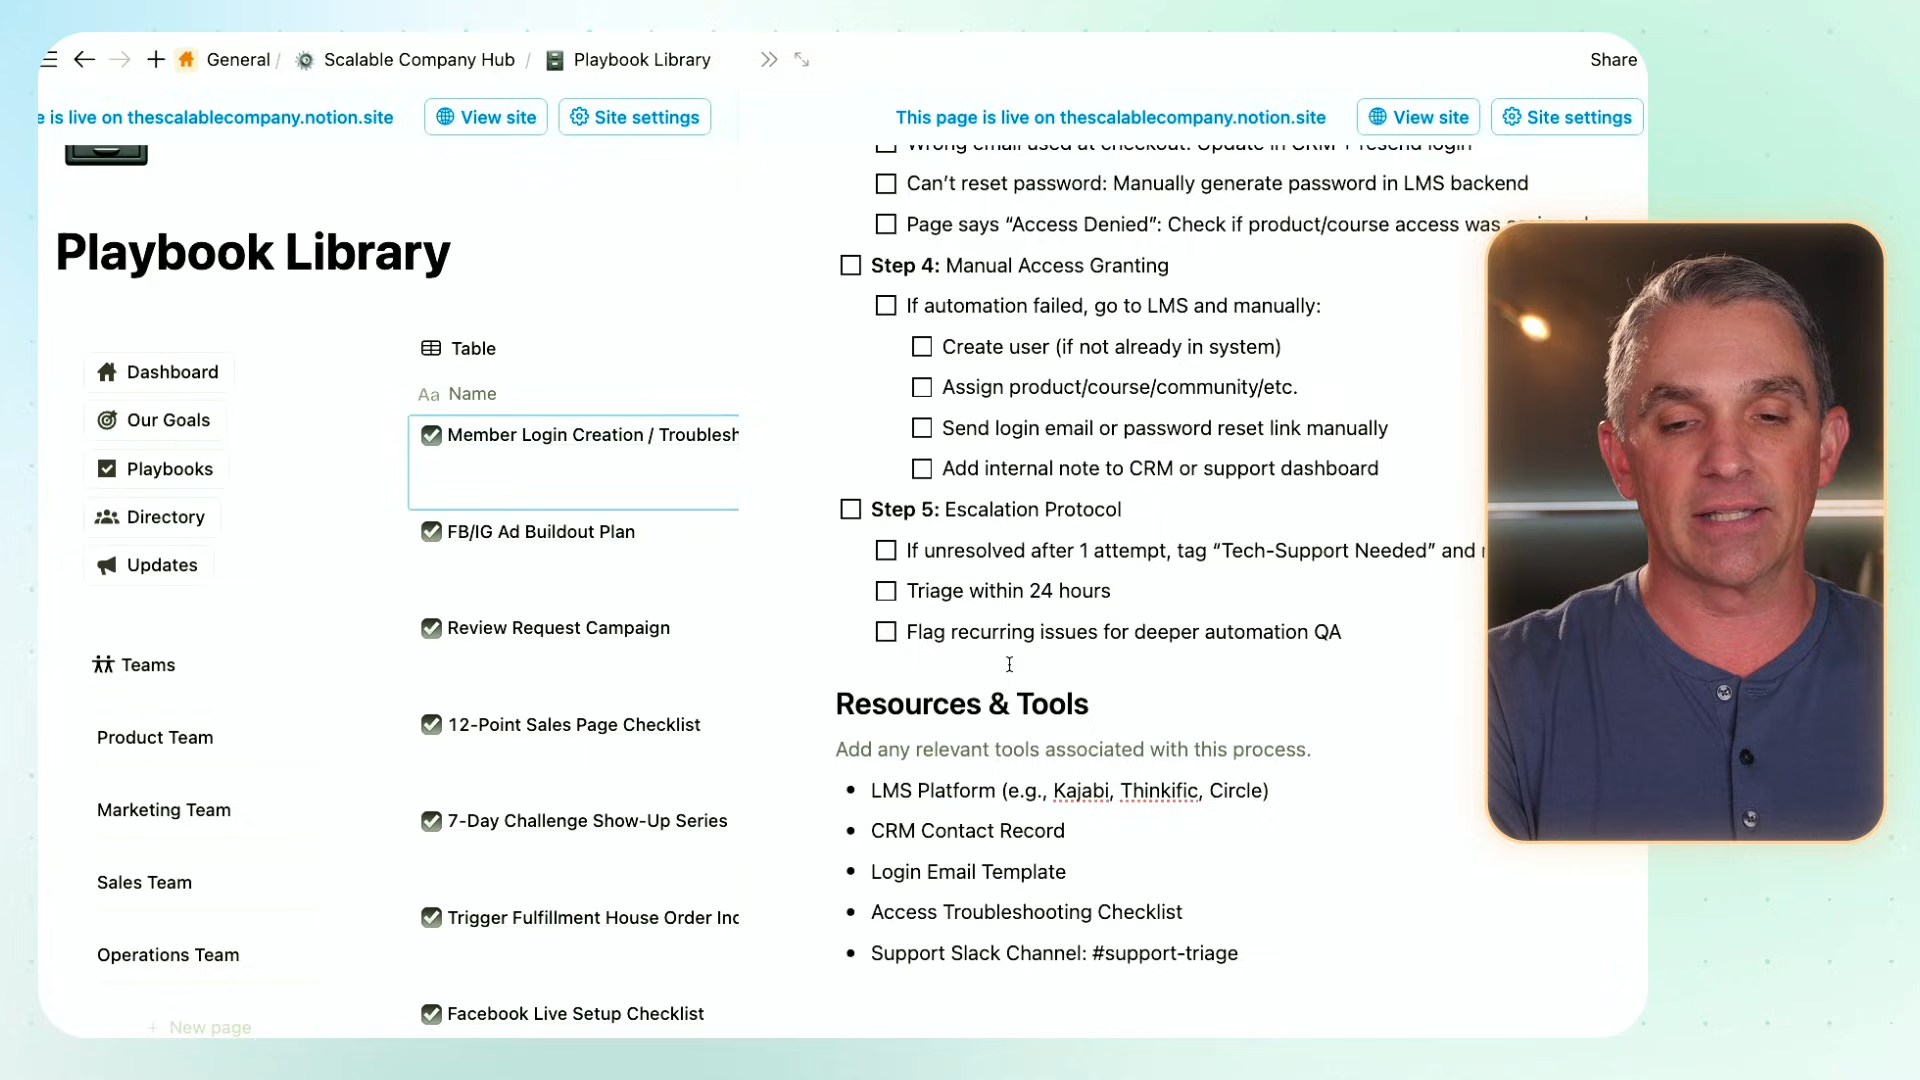 General / Scalable Company Hub / Playbook Library
Share
e is live on thescalablecompany.notion.site
View site
Site settings
This page is live on thescalablecompany.notion.site
View site
Site settings
Playbook Library
Dashboard
Our Goals
Playbooks
Directory
Updates
Teams
Product Team
Marketing Team
Sales Team
Operations Team
+ New page
Table
Aa Name
Member Login Creation / Troublesh
FB/IG Ad Buildout Plan
Review Request Campaign
12-Point Sales Page Checklist
7-Day Challenge Show-Up Series
Trigger Fulfillment House Order Inc
Facebook Live Setup Checklist
Wrong email used at checkout: Update in CRM + resend login
Can’t reset password: Manually generate password in LMS backend
Page says “Access Denied”: Check if product/course access was
Step 4: Manual Access Granting
If automation failed, go to LMS and manually:
Create user (if not already in system)
Assign product/course/community/etc.
Send login email or password reset link manually
Add internal note to CRM or support dashboard
Step 5: Escalation Protocol
If unresolved after 1 attempt, tag “Tech-Support Needed” and
Triage within 24 hours
Flag recurring issues for deeper automation QA
Resources & Tools
Add any relevant tools associated with this process.
• LMS Platform (e.g., Kajabi, Thinkific, Circle)
• CRM Contact Record
• Login Email Template
• Access Troubleshooting Checklist
• Support Slack Channel: #support-triage